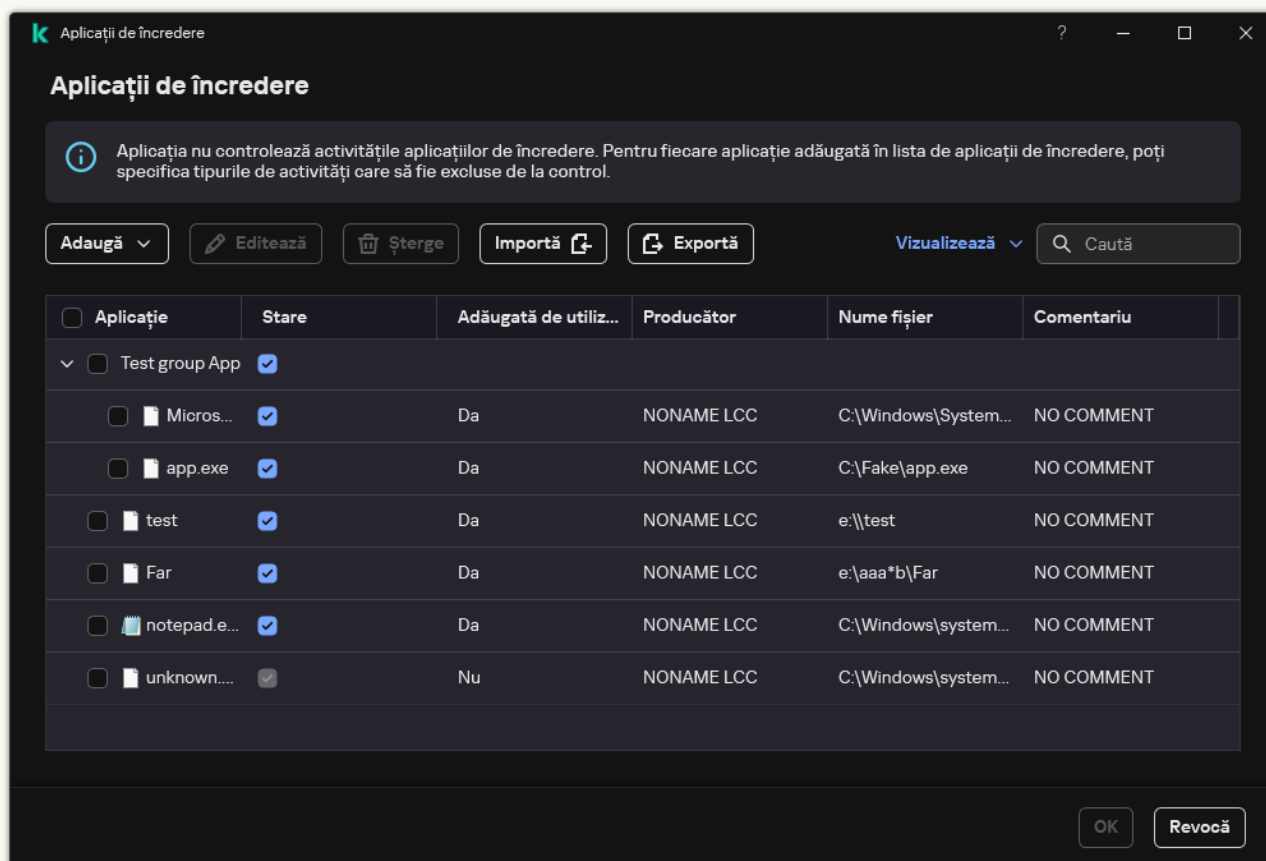 Aplicații de încredere
?
Aplicații de încredere
Aplicația nu controlează activitățile aplicațiilor de încredere. Pentru fiecare aplicație adăugată în lista de aplicații de încredere, poți
specifica tipurile de activități care să fie excluse de la control.
Adaugă Editează Șterge Importă Exportă Vizualizează Caută
Aplicație Stare Adăugată de utiliz... Producător Nume fișier Comentariu
Test group App
Micros... Da NONAME LCC C:\Windows\System... NO COMMENT
app.exe Da NONAME LCC C:\Fake\app.exe NO COMMENT
test Da NONAME LCC e:\\test NO COMMENT
Far Da NONAME LCC e:\aaa*b\Far NO COMMENT
notepad.e... Da NONAME LCC C:\Windows\system... NO COMMENT
unknown.... Nu NONAME LCC C:\Windows\system... NO COMMENT
OK Revocă